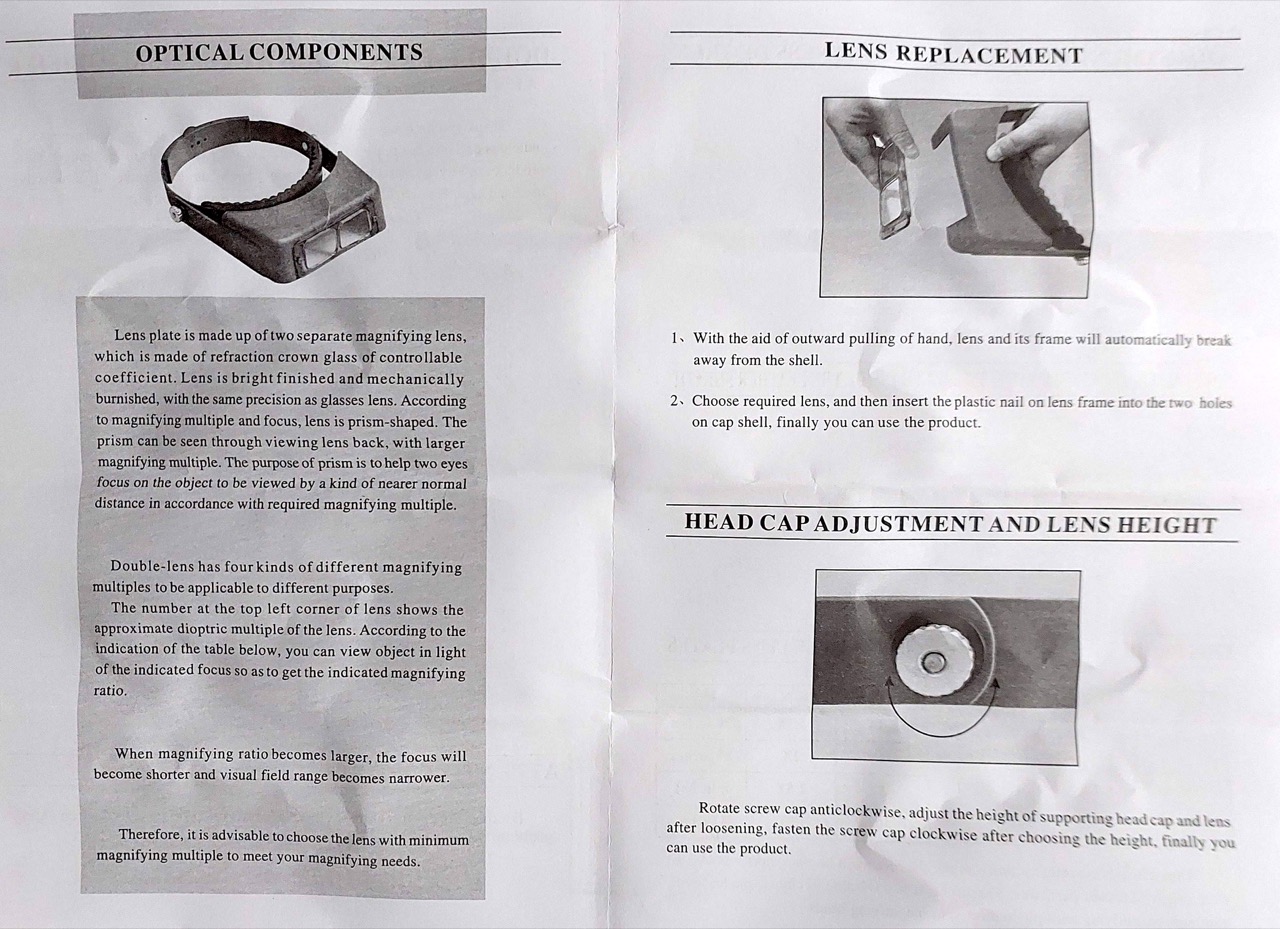 OPTICAL COMPONENTS
Lens plate is made up of two separate magnifying lens,
which is made of refraction crown glass of controllable
coefficient. Lens is bright finished and mechanically
burnished, with the same precision as glasses lens. According
to magnifying multiple and focus, lens is prism-shaped. The
prism can be seen through viewing lens back, with larger
magnifying multiple. The purpose of prism is to help two eyes
focus on the object to be viewed by a kind of nearer normal
distance in accordance with required magnifying multiple.
Double-lens has four kinds of different magnifying
multiples to be applicable to different purposes.
The number at the top left corner of lens shows the
approximate dioptric multiple of the lens. According to the
indication of the table below, you can view object in light
of the indicated focus so as to get the indicated magnifying
ratio.
When magnifying ratio becomes larger, the focus will
become shorter and visual field range becomes narrower.
Therefore, it is advisable to choose the lens with minimum
magnifying multiple to meet your magnifying needs.
LENS REPLACEMENT
1、With the aid of outward pulling of hand, lens and its frame will automatically break
away from the shell.
2、Choose required lens, and then insert the plastic nail on lens frame into the two holes
on cap shell, finally you can use the product.
HEAD CAP ADJUSTMENT AND LENS HEIGHT
Rotate screw cap anticlockwise, adjust the height of supporting head cap and lens
after loosening, fasten the screw cap clockwise after choosing the height, finally you
can use the product.